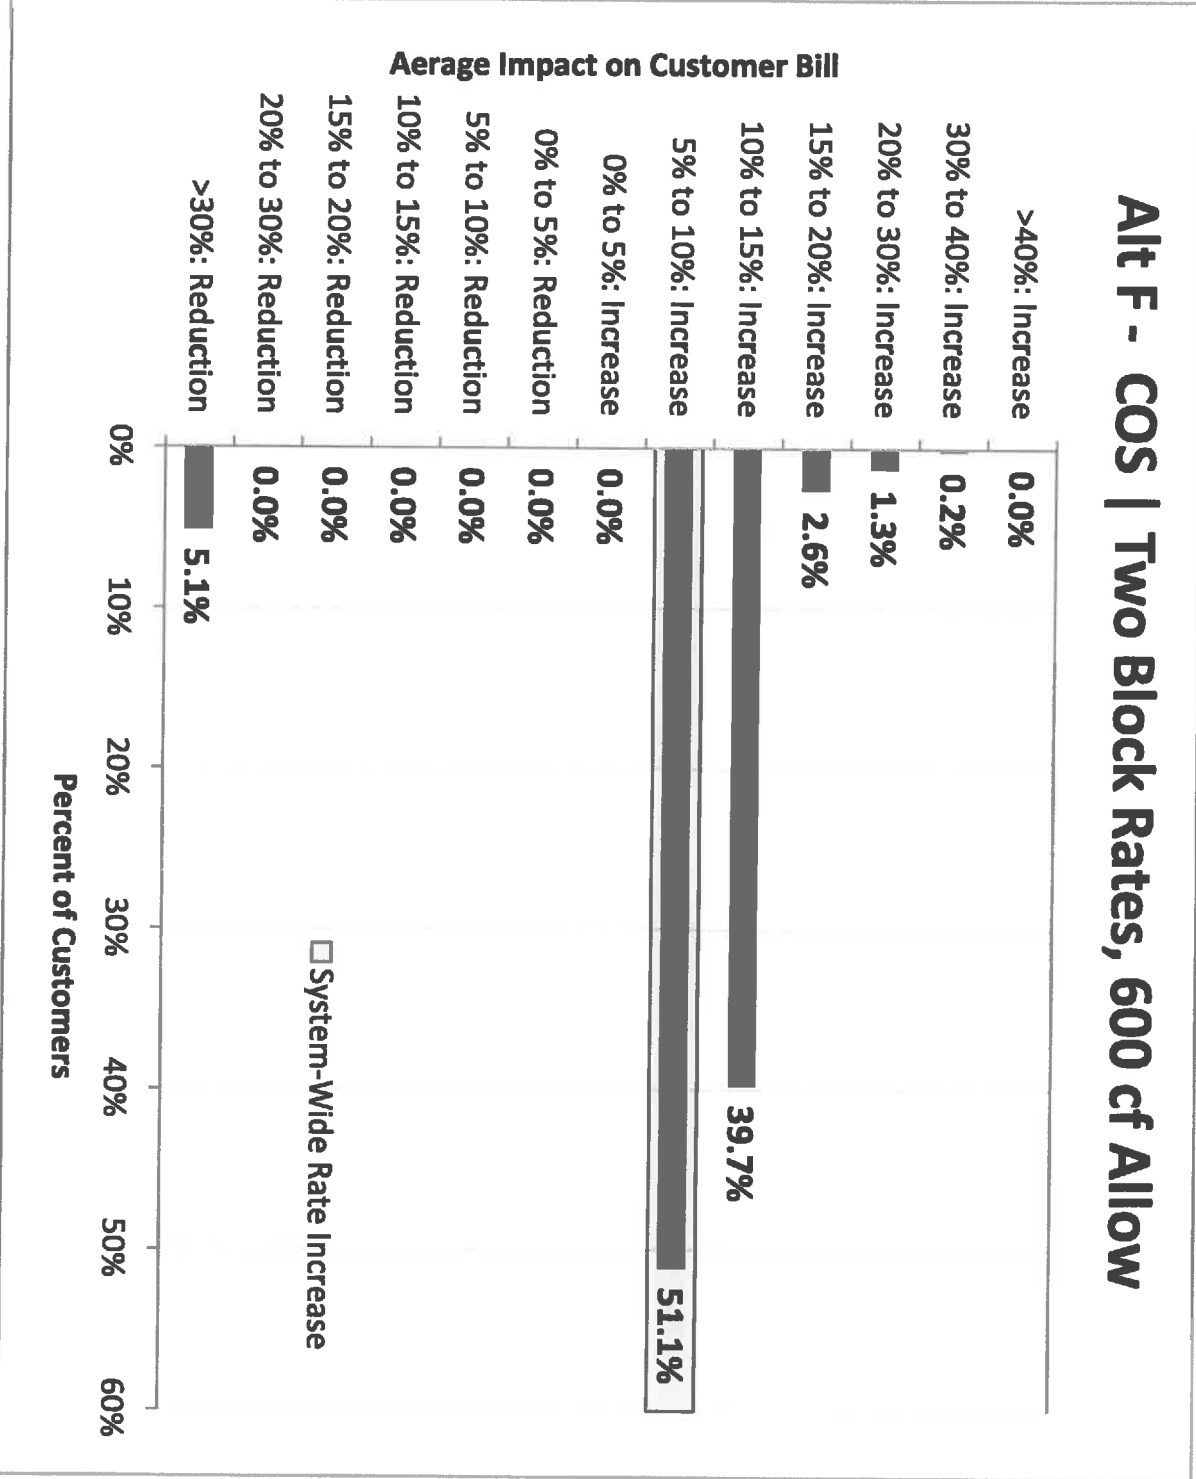 Alt F - COS | Two Block Rates, 600 cf Allow
Aerage Impact on Customer Bill
>40%: Increase 0.0%
30% to 40%: Increase 0.2%
20% to 30%: Increase 1.3%
15% to 20%: Increase 2.6%
10% to 15%: Increase 39.7%
5% to 10%: Increase 51.1%
0% to 5%: Increase 0.0%
0% to 5%: Reduction 0.0%
5% to 10%: Reduction 0.0%
10% to 15%: Reduction 0.0%
15% to 20%: Reduction 0.0%
20% to 30%: Reduction 0.0%
>30%: Reduction 5.1%
System-Wide Rate Increase
0% 10% 20% 30% 40% 50% 60%
Percent of Customers